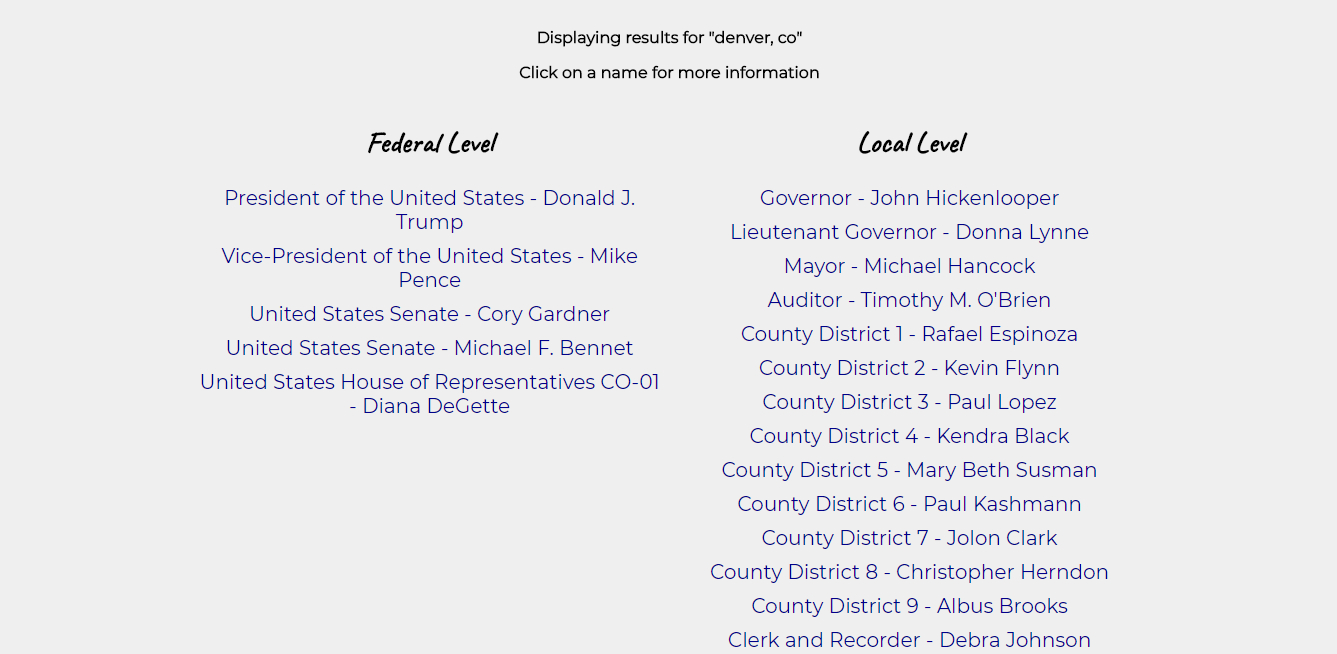 Displaying results for "denver, co"
Click on a name for more information
Federal Level
President of the United States - Donald J.
Trump
Vice-President of the United States - Mike
Pence
United States Senate - Cory Gardner
United States Senate - Michael F. Bennet
United States House of Representatives CO-01
- Diana DeGette
Local Level
Governor - John Hickenlooper
Lieutenant Governor - Donna Lynne
Mayor - Michael Hancock
Auditor - Timothy M. O'Brien
County District 1 - Rafael Espinoza
County District 2 - Kevin Flynn
County District 3 - Paul Lopez
County District 4 - Kendra Black
County District 5 - Mary Beth Susman
County District 6 - Paul Kashmann
County District 7 - Jolon Clark
County District 8 - Christopher Herndon
County District 9 - Albus Brooks
Clerk and Recorder - Debra Johnson